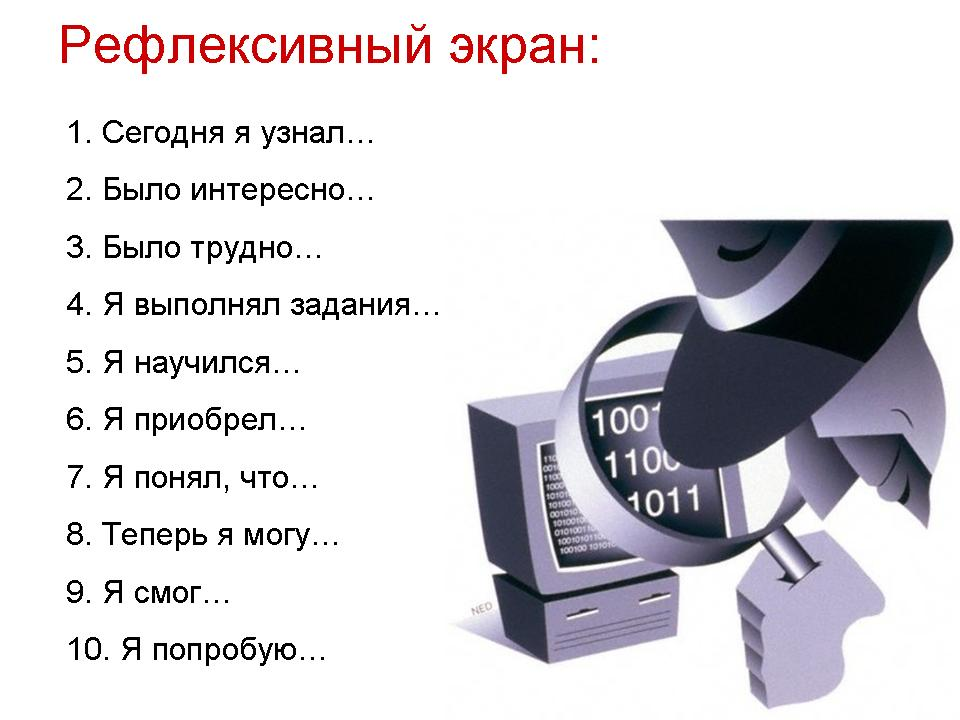 Рефлексивный экран:
1. Сегодня я узнал…
2. Было интересно…
3. Было трудно…
4. Я выполнял задания…
5. Я научился…
6. Я приобрел…
7. Я понял, что…
8. Теперь я могу…
9. Я смог…
10. Я попробую…
1001
1100
1011
NED